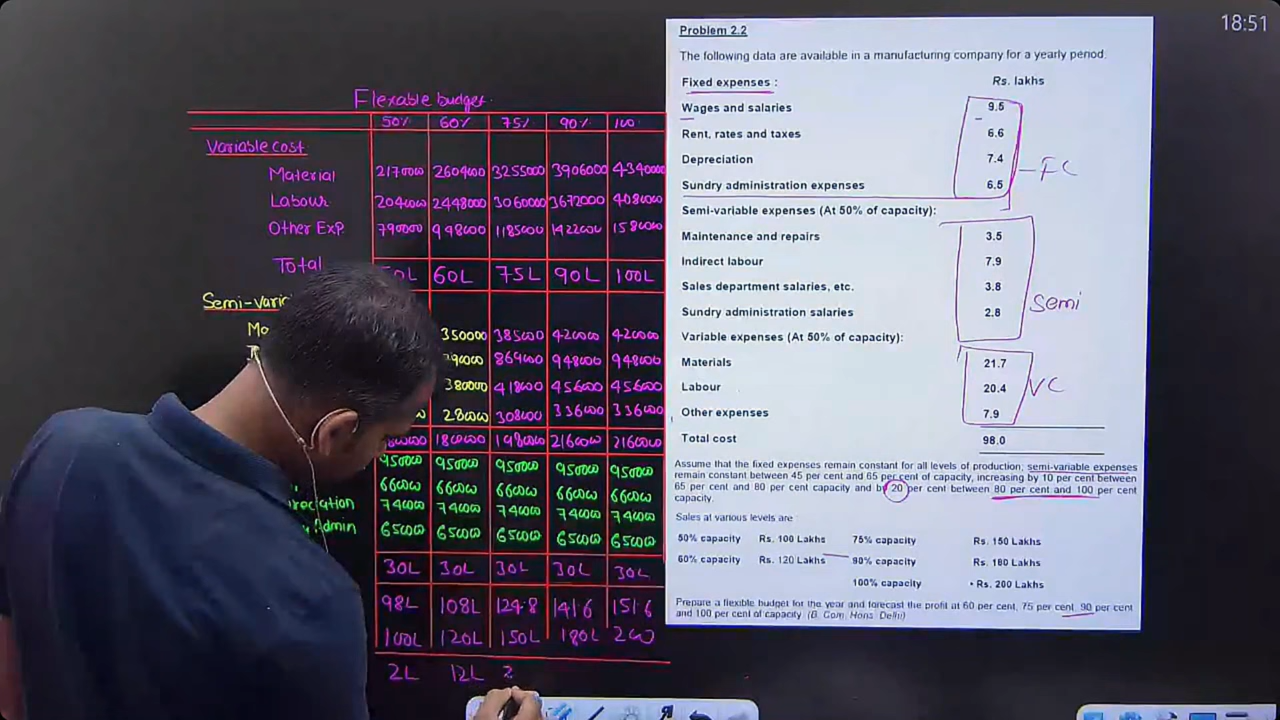 18:51
Flexable budget.
50% 60% 75% 90% 100.
Variable cost
Material 2170000 2604000 3255000 3906000 4340000
Labour 2040000 2448000 3060000 3672000 4080000
Other Exp. 790000 948000 1185000 1422000 1580000
Total 60L 75L 90L 100L
350000 385000 420000 420000
869000 948000 948000
380000 418000 456000 456000
280000 308000 336000 336000
1800000 1980000 2160000 2160000
950000 950000 950000 950000 950000
660000 660000 660000 660000 660000
740000 740000 740000 740000 740000
Admin 650000 650000 650000 650000 650000
30L 30L 30L 30L 30L
98L 108L 124.8 141.6 151.6
100L 120L 150L 180L 200
2L 12L 2
Problem 2.2
The following data are available in a manufacturing company for a yearly period:
Fixed expenses : Rs. lakhs
Wages and salaries 9.5
Rent, rates and taxes 6.6
Depreciation 7.4
Sundry administration expenses 6.5
FC
Semi-variable expenses (At 50% of capacity):
Maintenance and repairs 3.5
Indirect labour 7.9
Sales department salaries, etc. 3.8
Sundry administration salaries 2.8
Semi
Variable expenses (At 50% of capacity):
Materials 21.7
Labour 20.4
Other expenses 7.9
VC
Total cost 98.0
Assume that the fixed expenses remain constant for all levels of production; semi-variable expenses
remain constant between 45 per cent and 65 per cent of capacity, increasing by 10 per cent between
65 per cent and 80 per cent capacity and by 20 per cent between 80 per cent and 100 per cent
capacity.
Sales at various levels are :
50% capacity Rs. 100 Lakhs 75% capacity Rs. 150 Lakhs
60% capacity Rs. 120 Lakhs 90% capacity Rs. 180 Lakhs
100% capacity Rs. 200 Lakhs
Prepare a flexible budget for the year and forecast the profit at 60 per cent, 75 per cent, 90 per cent
and 100 per cent of capacity. (B. Com. Hons. Delhi)